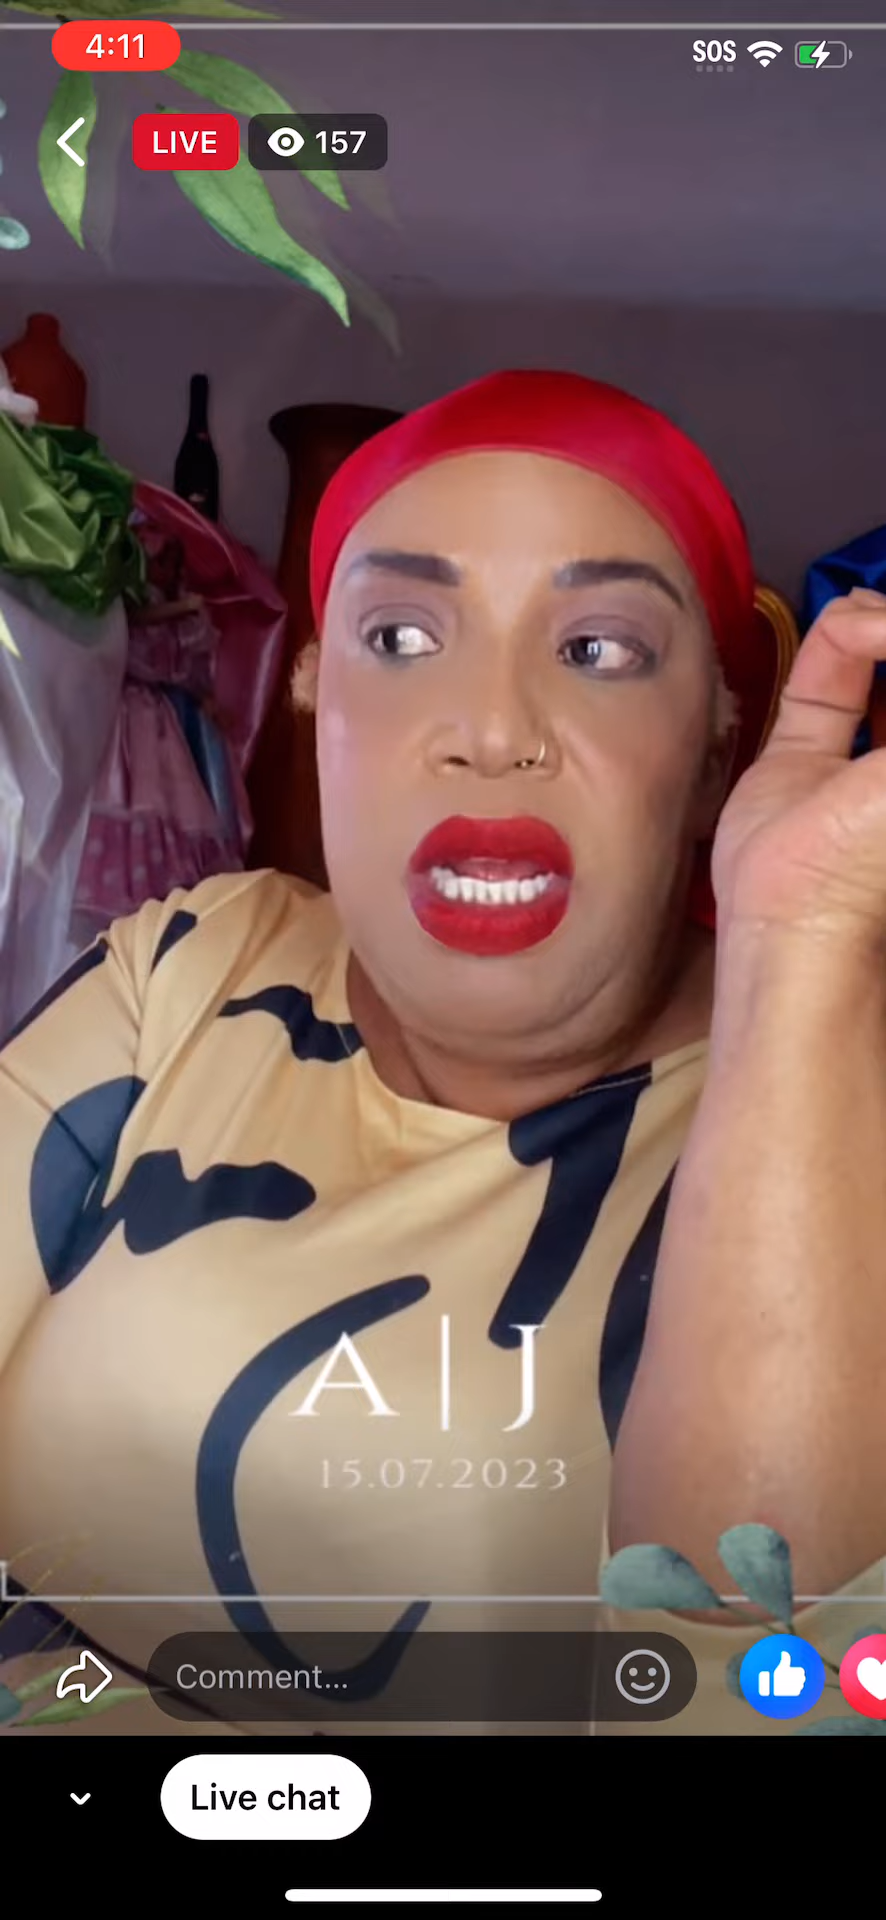 4:11
SOS
LIVE
157
A | J
15.07.2023
Comment...
Live chat